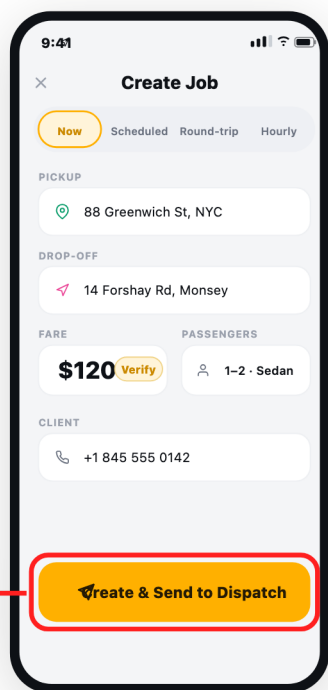 9:41
Create Job
Now Scheduled Round-trip Hourly
PICKUP
88 Greenwich St, NYC
DROP-OFF
14 Forshay Rd, Monsey
FARE PASSENGERS
$120 Verify 1–2 · Sedan
CLIENT
+1 845 555 0142
Create & Send to Dispatch